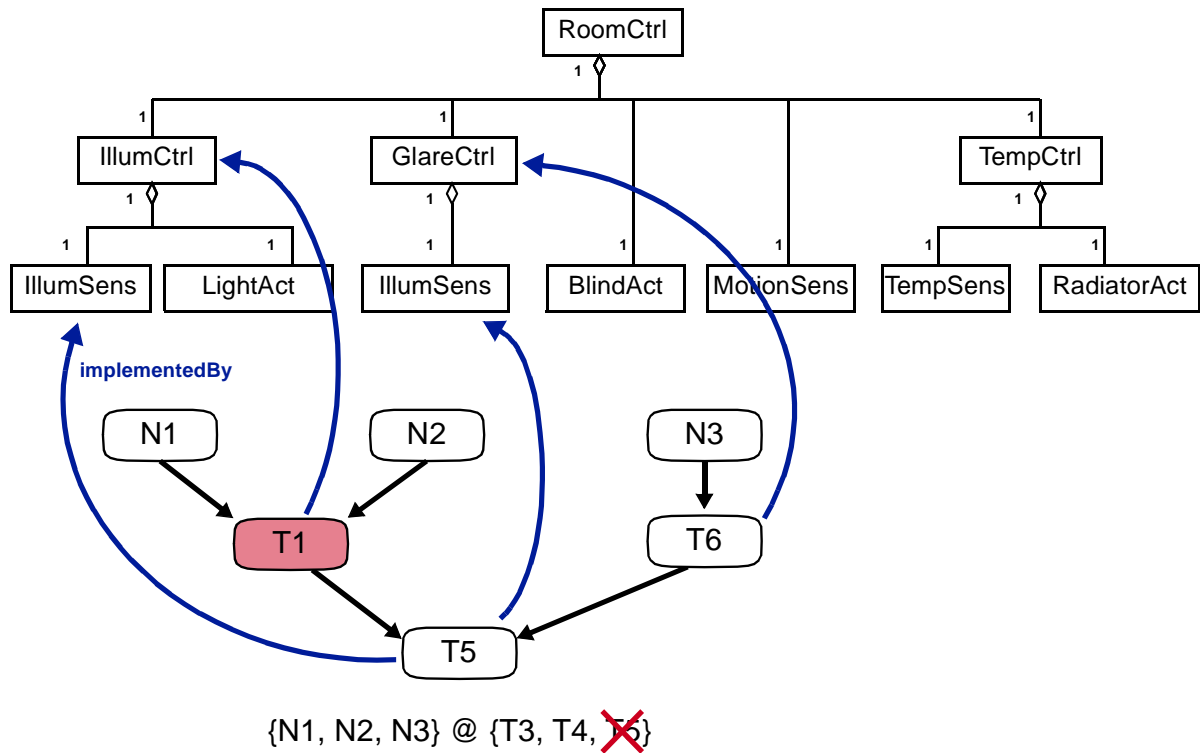 RoomCtrl
1
1 1 1
IllumCtrl GlareCtrl TempCtrl
1 1 1
1 1 1 1 1 1 1
IllumSens LightAct IllumSens BlindAct MotionSens TempSens RadiatorAct
implementedBy
N1 N2 N3
T1 T6
T5
{N1, N2, N3} @ {T3, T4, T5}